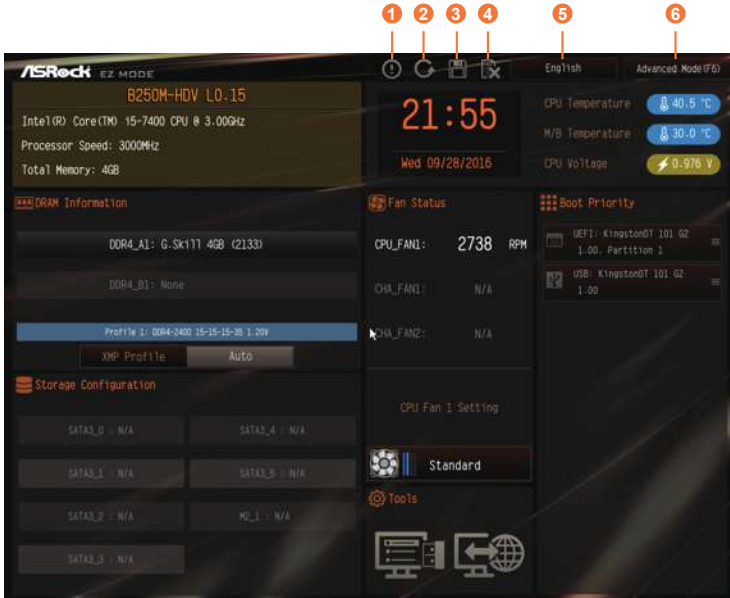 1 2 3 4 5 6
ASRock EZ MODE
English
Advanced Mode(F6)
B250M-HDV L0.15
Intel(R) Core(TM) i5-7400 CPU @ 3.00GHz
Processor Speed: 3000MHz
Total Memory: 4GB
21:55
Wed 09/28/2016
CPU Temperature 40.5 °C
M/B Temperature 30.0 °C
CPU Voltage 0.976 V
DRAM Information
DDR4_A1: G.Skill 4GB (2133)
DDR4_B1: None
Profile 1: DDR4-2400 15-15-15-35 1.20V
XMP Profile Auto
Storage Configuration
SATA3_0 : N/A SATA3_4 : N/A
SATA3_1 : N/A SATA3_5 : N/A
SATA3_2 : N/A M2_1 : N/A
SATA3_3 : N/A
Fan Status
CPU_FAN1: 2738 RPM
CHA_FAN1: N/A
CHA_FAN2: N/A
CPU Fan 1 Setting
Standard
Tools
Boot Priority
UEFI: KingstonDT 101 G2
1.00, Partition 1
USB: KingstonDT 101 G2
1.00